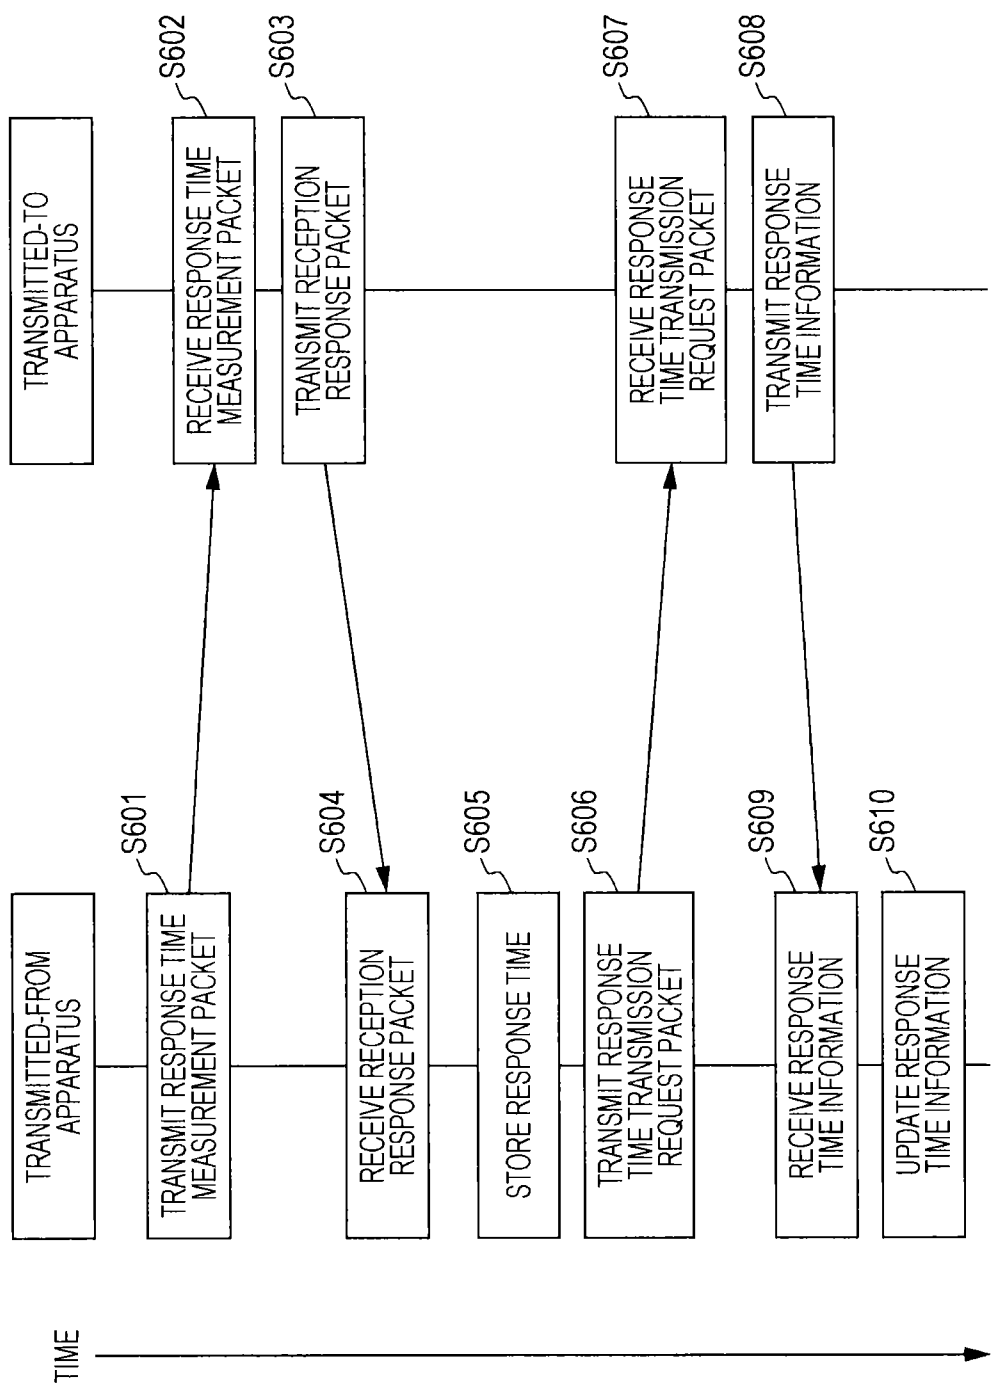 TIME
TRANSMITTED-FROM
APPARATUS
TRANSMITTED-TO
APPARATUS
S601
TRANSMIT RESPONSE TIME
MEASUREMENT PACKET
S602
RECEIVE RESPONSE TIME
MEASUREMENT PACKET
S603
TRANSMIT RECEPTION
RESPONSE PACKET
S604
RECEIVE RECEPTION
RESPONSE PACKET
S605
STORE RESPONSE TIME
S606
TRANSMIT RESPONSE
TIME TRANSMISSION
REQUEST PACKET
S607
RECEIVE RESPONSE
TIME TRANSMISSION
REQUEST PACKET
S608
TRANSMIT RESPONSE
TIME INFORMATION
S609
RECEIVE RESPONSE
TIME INFORMATION
S610
UPDATE RESPONSE
TIME INFORMATION